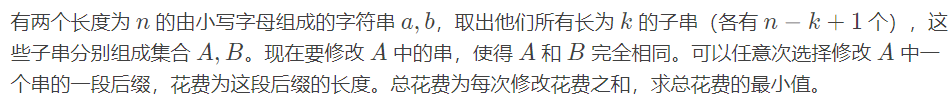 有两个长度为 n 的由小写字母组成的字符串 a, b，取出他们所有长为 k 的子串（各有 n − k + 1 个），这
些子串分别组成集合 A, B。现在要修改 A 中的串，使得 A 和 B 完全相同。可以任意次选择修改 A 中一
个串的一段后缀，花费为这段后缀的长度。总花费为每次修改花费之和，求总花费的最小值。